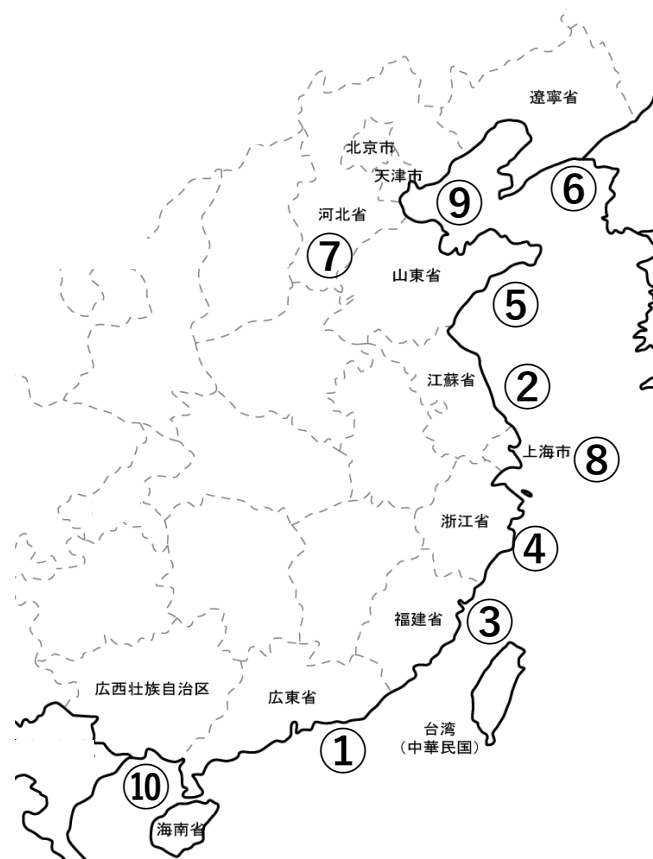 遼寧省
北京市
天津市
⑥
⑨
河北省
⑦
山東省
⑤
江蘇省
②
上海市
⑧
浙江省
④
福建省
③
広西壮族自治区
広東省
台湾
(中華民国)
①
⑩
海南省